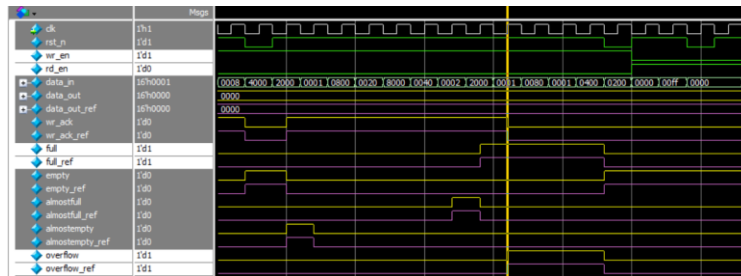 Msgs
clk 1'h1
rst_n 1'd1
wr_en 1'd1
rd_en 1'd0
data_in 16'h0001 0008 4000 2000 0001 0800 0020 8000 0040 0002 2000 0001 0080 0001 0400 0200 0000 00ff 0000
data_out 16'h0000 0000
data_out_ref 16'h0000 0000
wr_ack 1'd0
wr_ack_ref 1'd0
full 1'd1
full_ref 1'd1
empty 1'd0
empty_ref 1'd0
almostfull 1'd0
almostfull_ref 1'd0
almostempty 1'd0
almostempty_ref 1'd0
overflow 1'd1
overflow_ref 1'd1